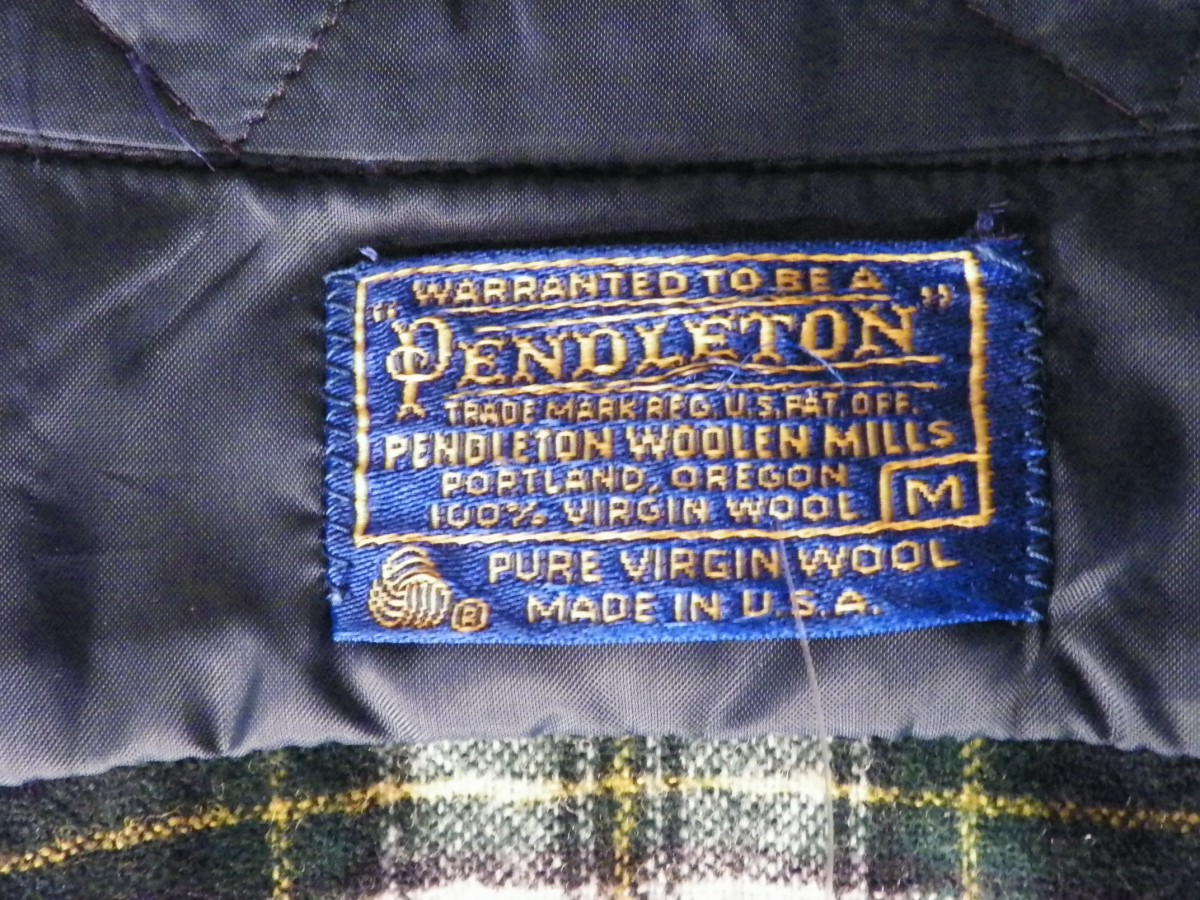 WARRANTED TO BE A
"PENDLETON"
TRADE MARK REG. U.S. PAT. OFF.
PENDLETON WOOLEN MILLS
PORTLAND, OREGON
100% VIRGIN WOOL
M
PURE VIRGIN WOOL
® MADE IN U.S.A.